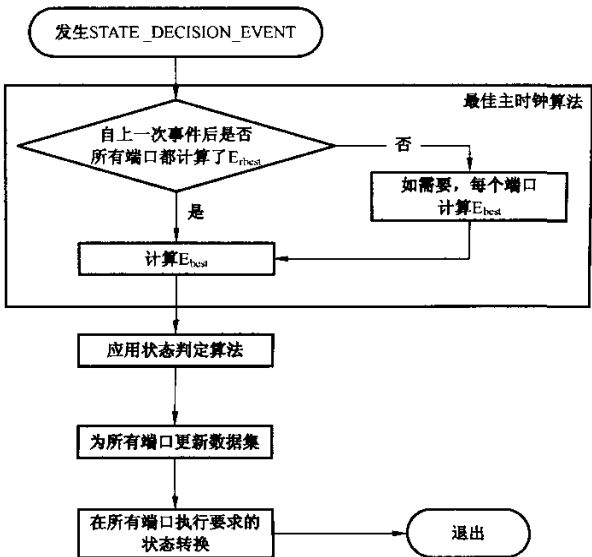 发生STATE_DECISION_EVENT
最佳主时钟算法
自上一次事件后是否
所有端口都计算了E_rbest
否
如需要，每个端口
计算E_best
是
计算E_best
应用状态判定算法
为所有端口更新数据集
在所有端口执行要求的
状态转换
退出